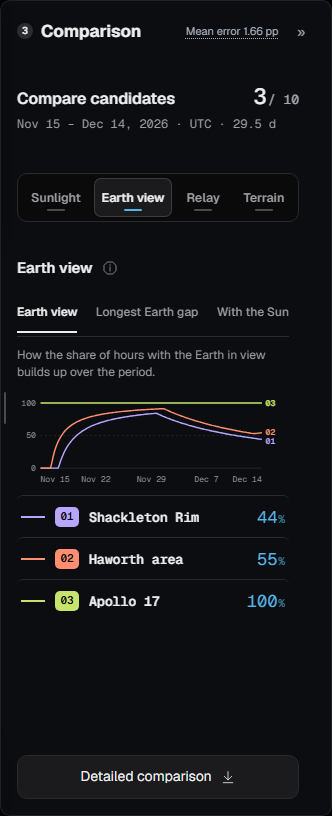 3 Comparison Mean error 1.66 pp »
Compare candidates 3 / 10
Nov 15 – Dec 14, 2026 · UTC · 29.5 d
Sunlight Earth view Relay Terrain
Earth view
Earth view Longest Earth gap With the Sun
How the share of hours with the Earth in view
builds up over the period.
100 03
50 02
01
0
Nov 15 Nov 22 Nov 29 Dec 7 Dec 14
01 Shackleton Rim 44%
02 Haworth area 55%
03 Apollo 17 100%
Detailed comparison